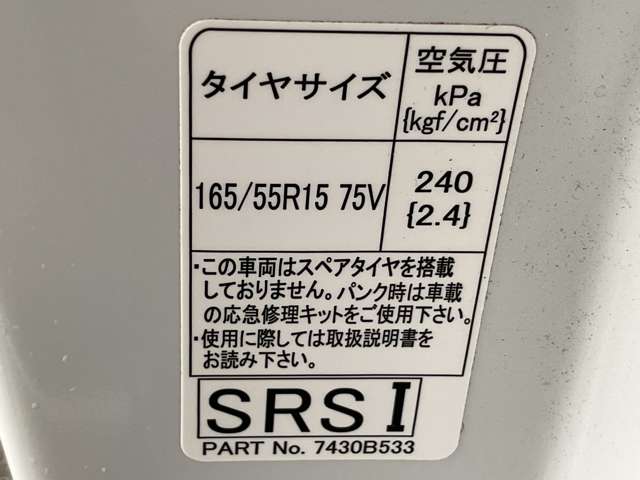 タイヤサイズ
空気圧
kPa
{kgf/cm²}
165/55R15 75V
240
{2.4}
・この車両はスペアタイヤを搭載
しておりません。パンク時は車載
の応急修理キットをご使用下さい。
・使用に際しては取扱説明書を
お読み下さい。
SRS I
PART No. 7430B533